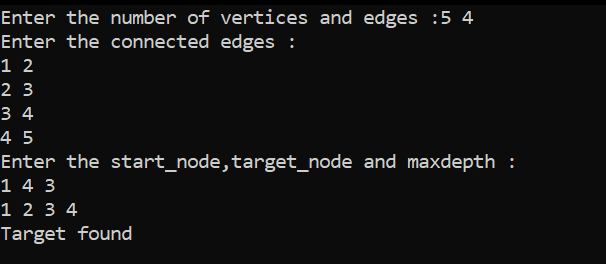 Enter the number of vertices and edges :5 4
Enter the connected edges :
1 2
2 3
3 4
4 5
Enter the start_node,target_node and maxdepth :
1 4 3
1 2 3 4
Target found